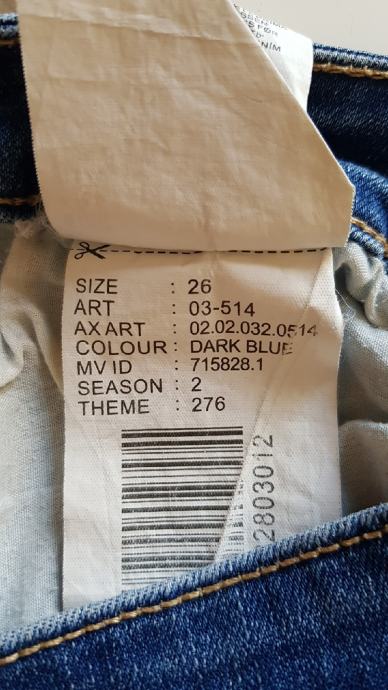 SIZE : 26
ART : 03-514
AX ART : 02.02.032.0514
COLOUR : DARK BLUE
MV ID : 715828.1
SEASON : 2
THEME : 276
2803012